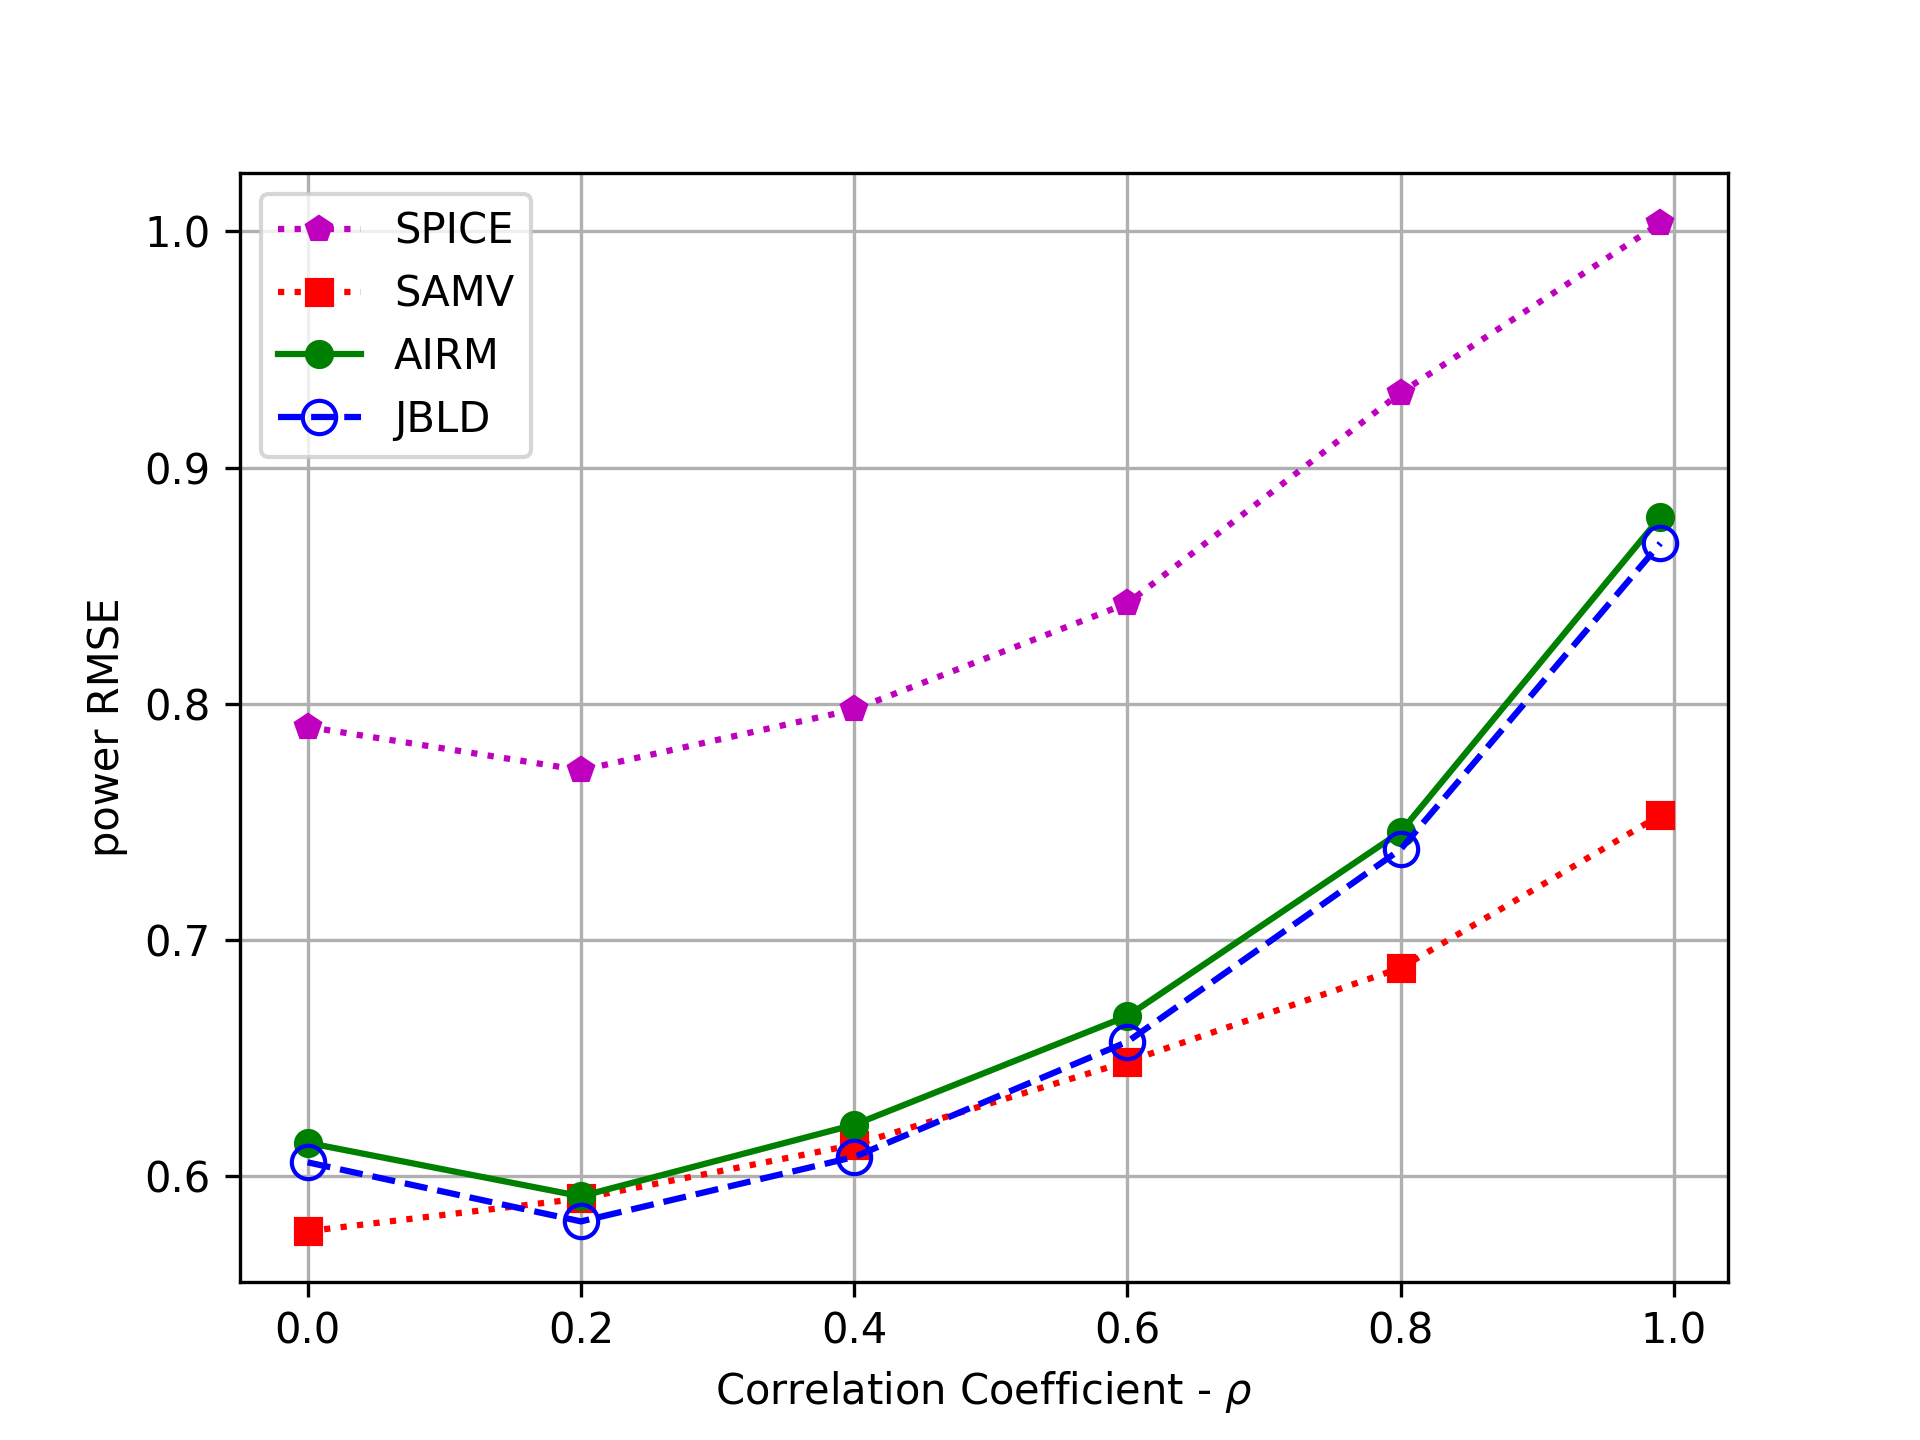 SPICE
SAMV
AIRM
JBLD
1.0
0.9
0.8
0.7
0.6
power RMSE
0.0 0.2 0.4 0.6 0.8 1.0
Correlation Coefficient - ρ